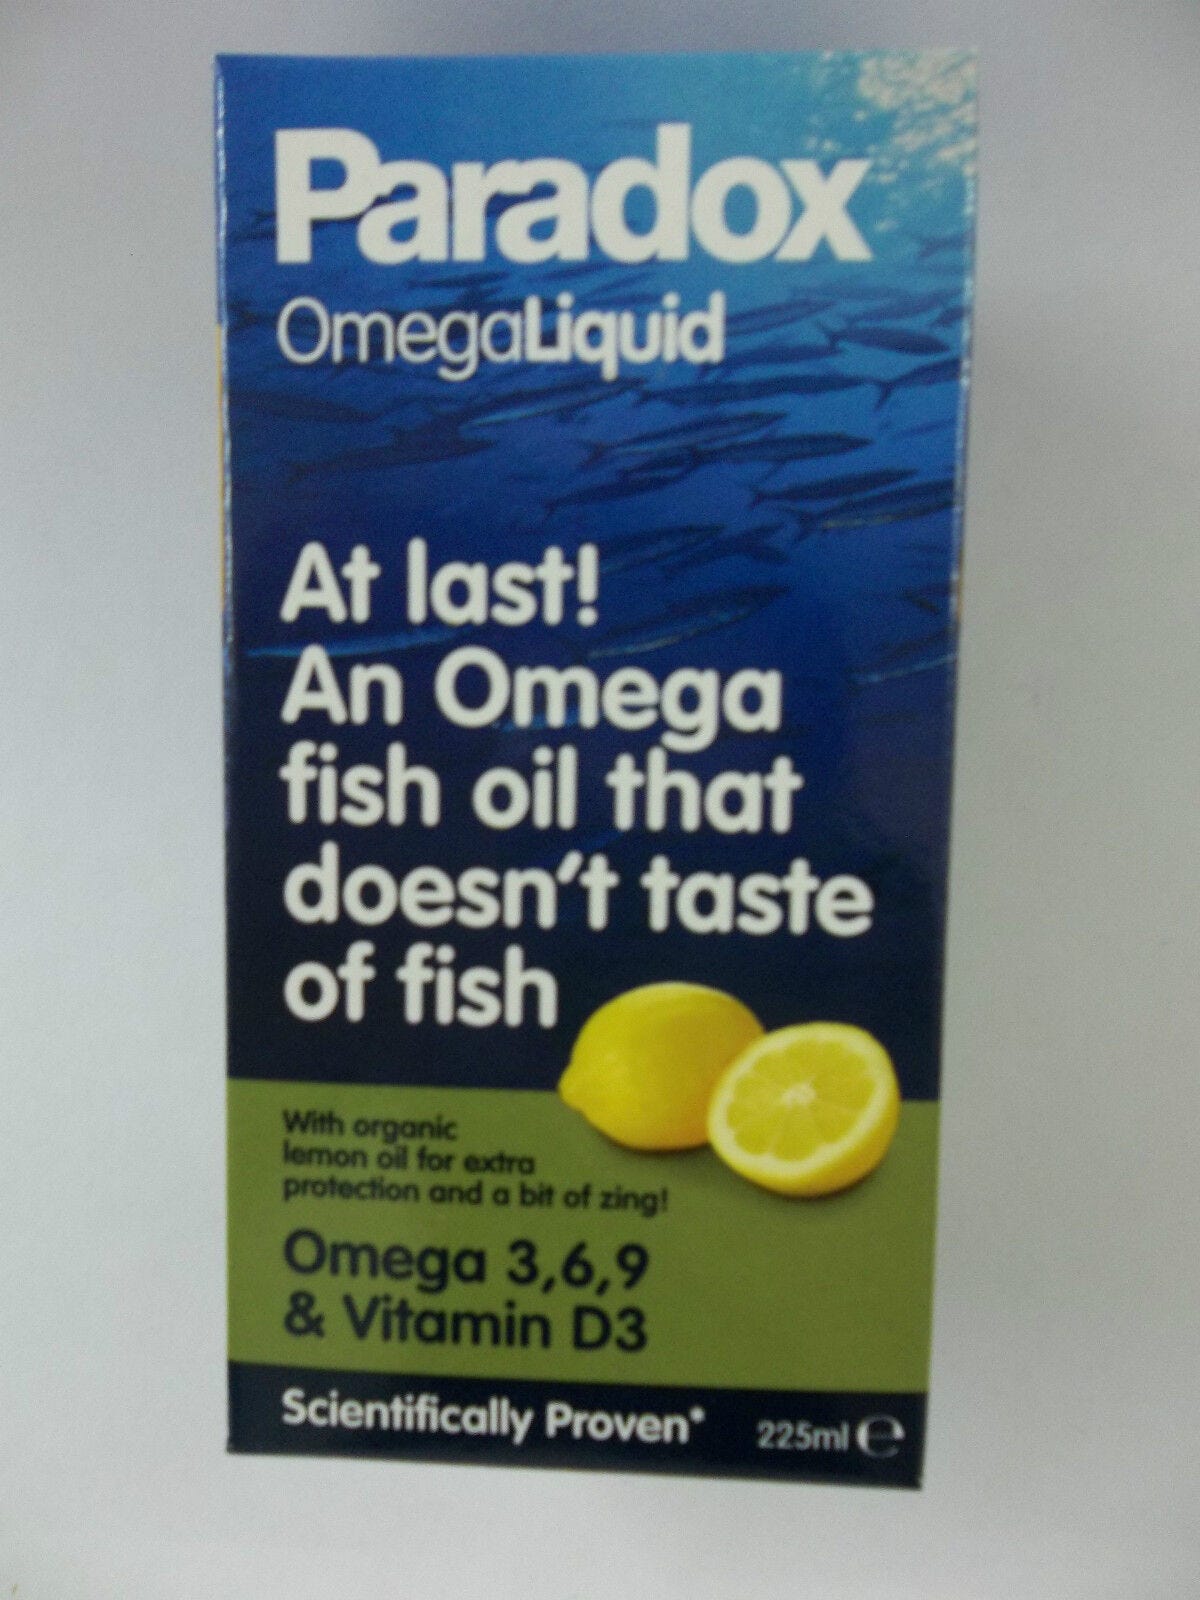 Paradox
OmegaLiquid
At last!
An Omega
fish oil that
doesn't taste
of fish
With organic
lemon oil for extra
protection and a bit of zing!
Omega 3,6,9
& Vitamin D3
Scientifically Proven*
225ml ℮